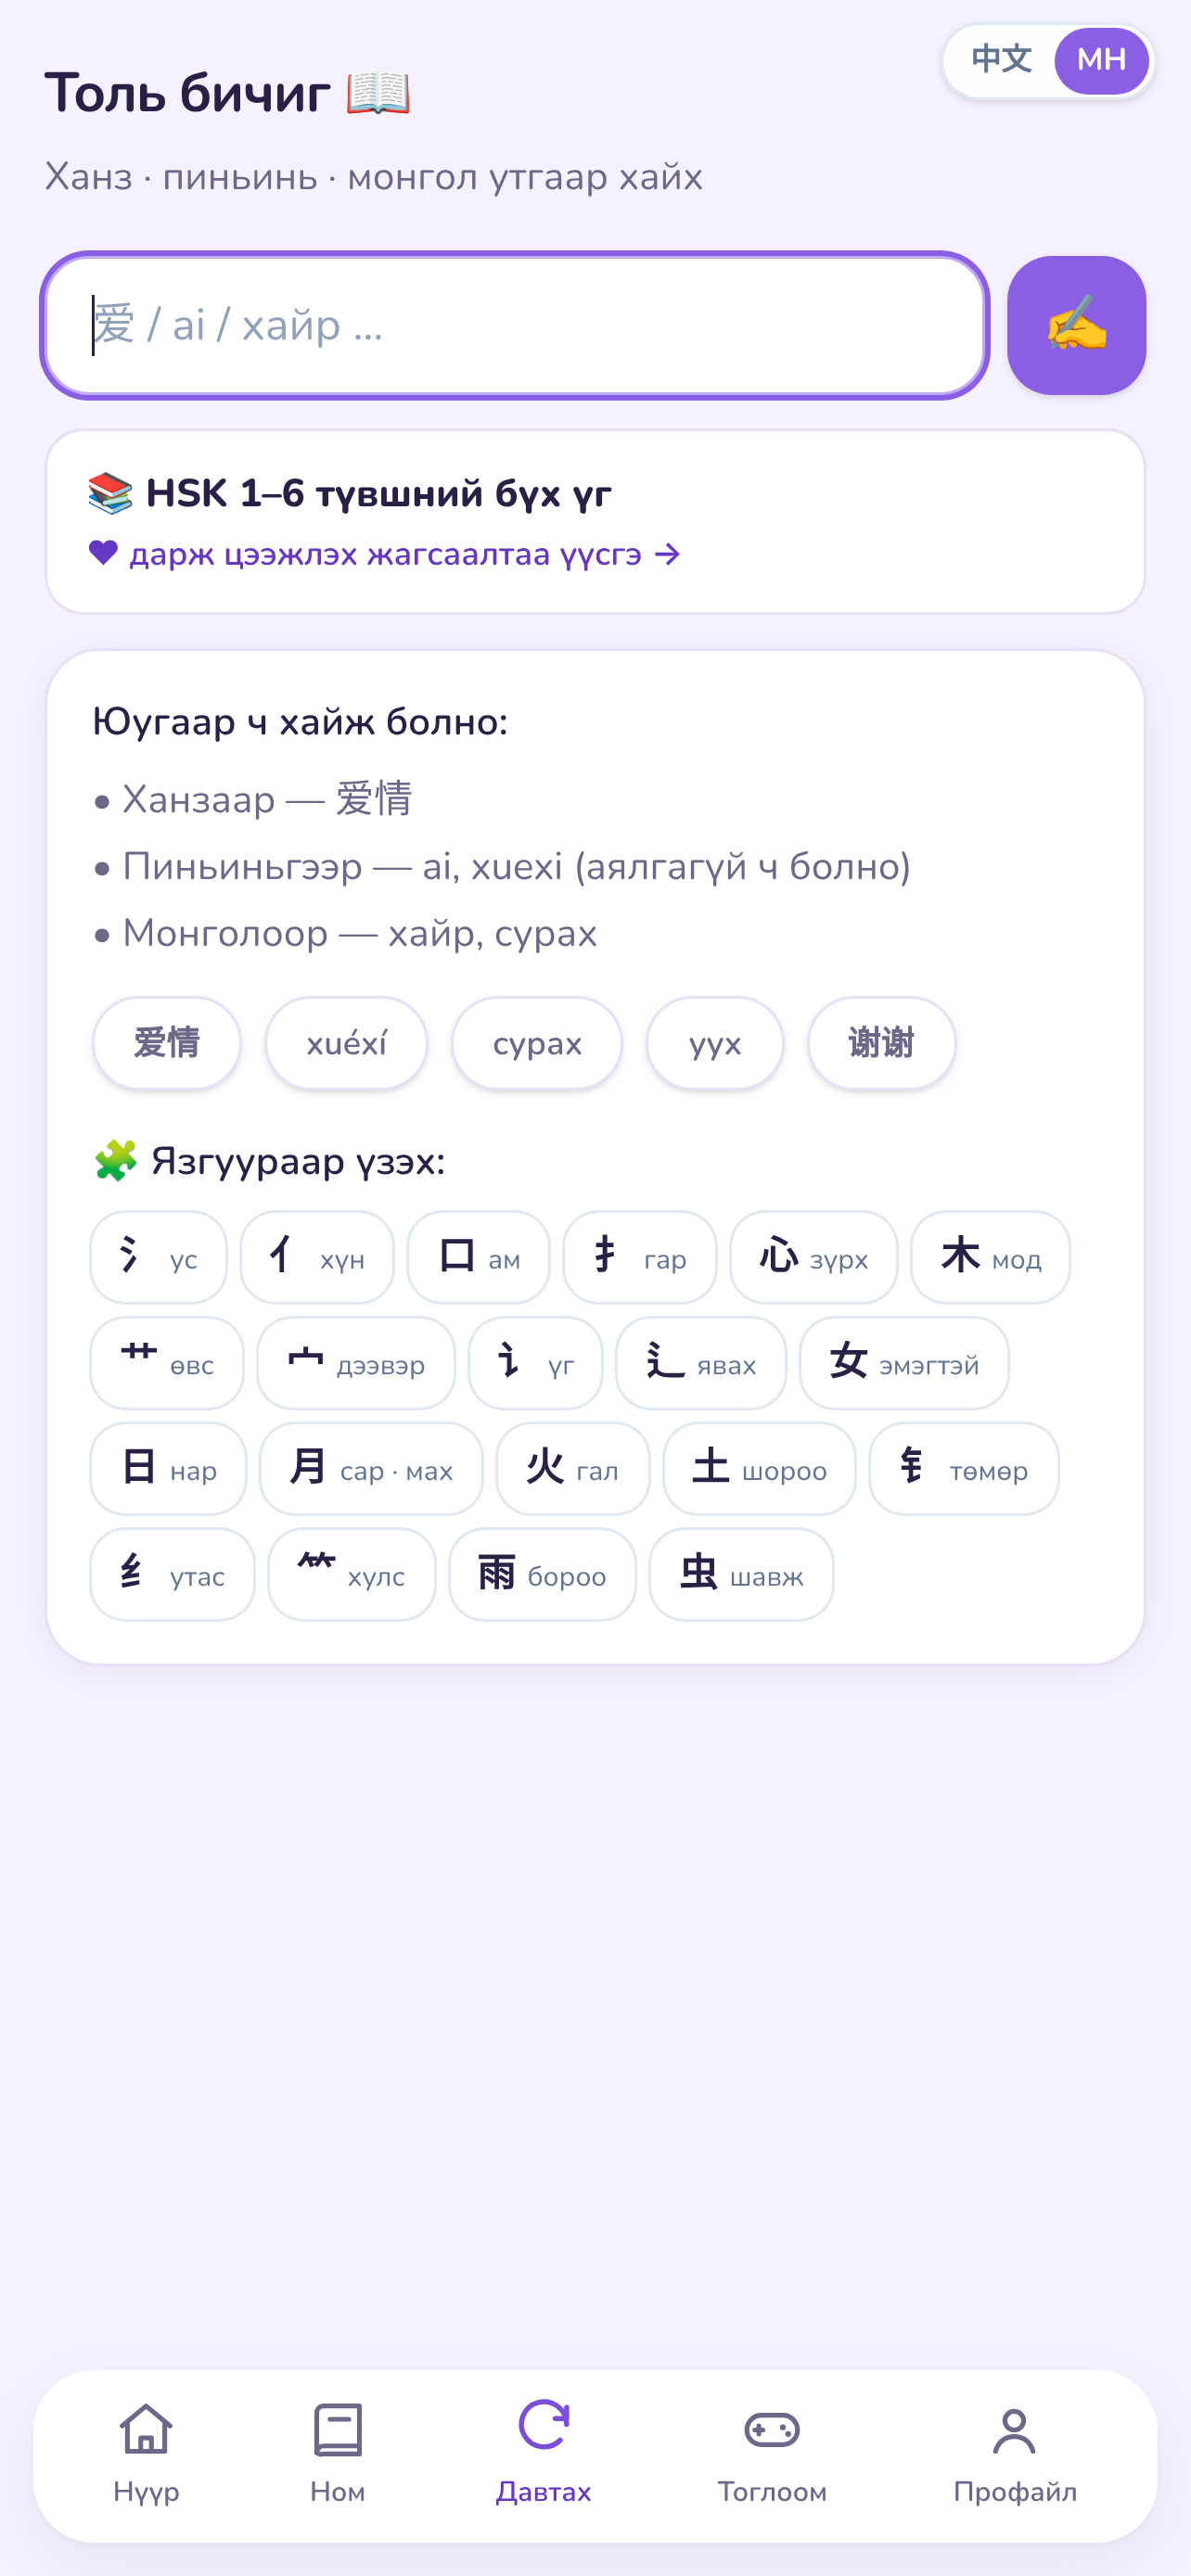 Толь бичиг 📖
中文 МН
Ханз · пиньинь · монгол утгаар хайх
爱 / ai / хайр ...
✍️
📚 HSK 1–6 түвшний бүх үг
♥ дарж цээжлэх жагсаалтаа үүсгэ →
Юугаар ч хайж болно:
• Ханзаар — 爱情
• Пиньиньгээр — ai, xuexi (аялгагүй ч болно)
• Монголоор — хайр, сурах
爱情 xuéxí сурах уух 谢谢
🧩 Язгуураар үзэх:
氵 ус 亻 хүн 口 ам 扌 гар 心 зүрх 木 мод
艹 өвс 宀 дээвэр 讠 үг 辶 явах 女 эмэгтэй
日 нар 月 сар · мах 火 гал 土 шороо 钅 төмөр
纟 утас ⺮ хулс 雨 бороо 虫 шавж
Нүүр Ном Давтах Тоглоом Профайл